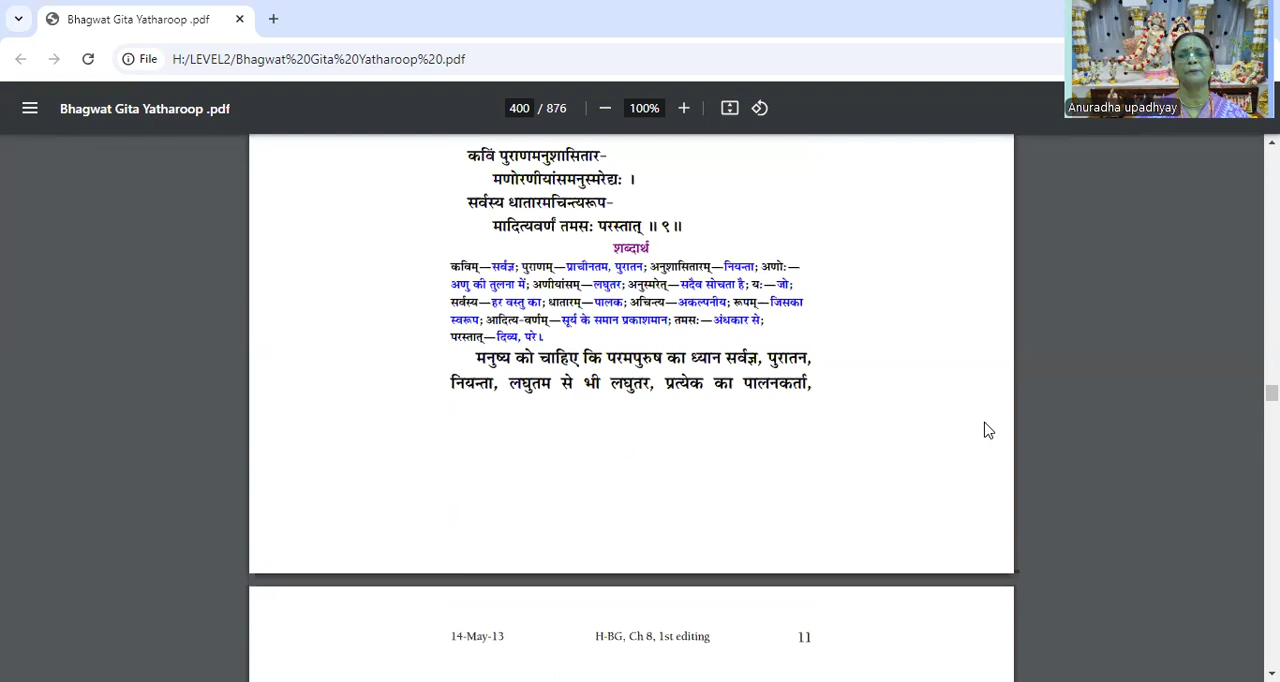 Bhagwat Gita Yatharoop .pdf
File
H:/LEVEL2/Bhagwat%20Gita%20Yatharoop%20.pdf
Anuradha upadhyay
Bhagwat Gita Yatharoop .pdf
400 / 876
100%
कविं पुराणमनुशासितार-
मणोरणीयांसमनुस्मरेद्यः ।
सर्वस्य धातारमचिन्त्यरूप-
मादित्यवर्णं तमसः परस्तात् ॥ ९॥
शब्दार्थ
कविम्—सर्वज्ञ; पुराणम्—प्राचीनतम, पुरातन; अनुशासितारम्—नियन्ता; अणोः—
अणु की तुलना में; अणीयांसम्—लघुतर; अनुस्मरेत्—सदैव सोचता है; यः—जो;
सर्वस्य—हर वस्तु का; धातारम्—पालक; अचिन्त्य—अकल्पनीय; रूपम्—जिसका
स्वरूप; आदित्य-वर्णम्—सूर्य के समान प्रकाशमान; तमसः—अंधकार से;
परस्तात्—दिव्य, परे।
मनुष्य को चाहिए कि परमपुरुष का ध्यान सर्वज्ञ, पुरातन,
नियन्ता, लघुतम से भी लघुतर, प्रत्येक का पालनकर्ता,
14-May-13
H-BG, Ch 8, 1st editing
11